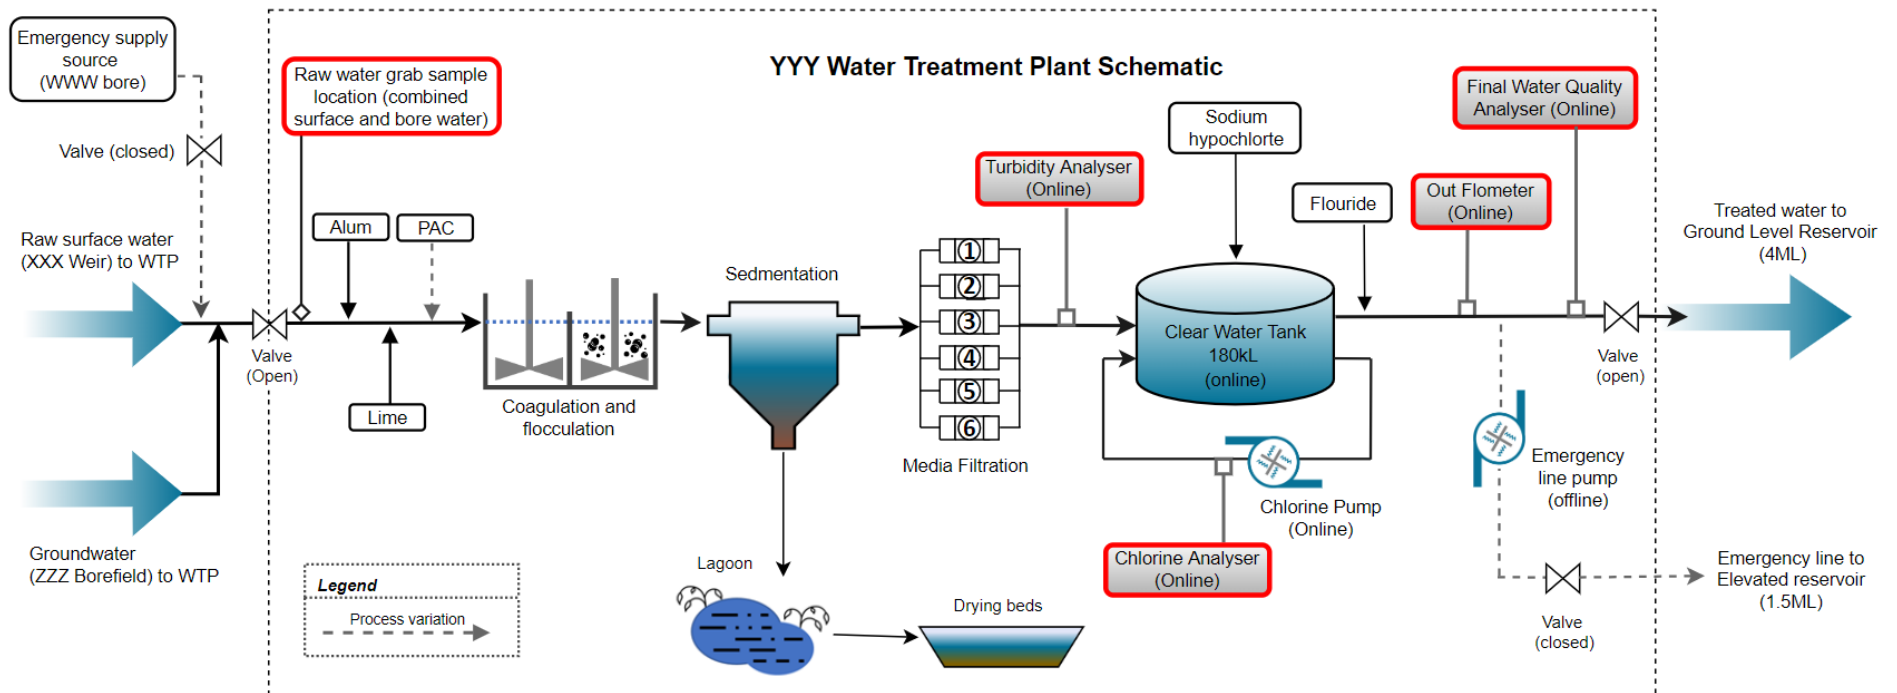 YYY Water Treatment Plant Schematic
Emergency supply
source
(WWW bore)
Valve (closed)
Raw surface water
(XXX Weir) to WTP
Groundwater
(ZZZ Borefield) to WTP
Raw water grab sample
location (combined
surface and bore water)
Valve
(Open)
Alum
PAC
Lime
Coagulation and
flocculation
Sedmentation
Lagoon
Drying beds
1
2
3
4
5
6
Media Filtration
Turbidity Analyser
(Online)
Sodium
hypochlorte
Clear Water Tank
180kL
(online)
Chlorine Pump
(Online)
Chlorine Analyser
(Online)
Flouride
Out Flometer
(Online)
Final Water Quality
Analyser (Online)
Valve
(open)
Treated water to
Ground Level Reservoir
(4ML)
Emergency
line pump
(offline)
Valve
(closed)
Emergency line to
Elevated reservoir
(1.5ML)
Legend
Process variation